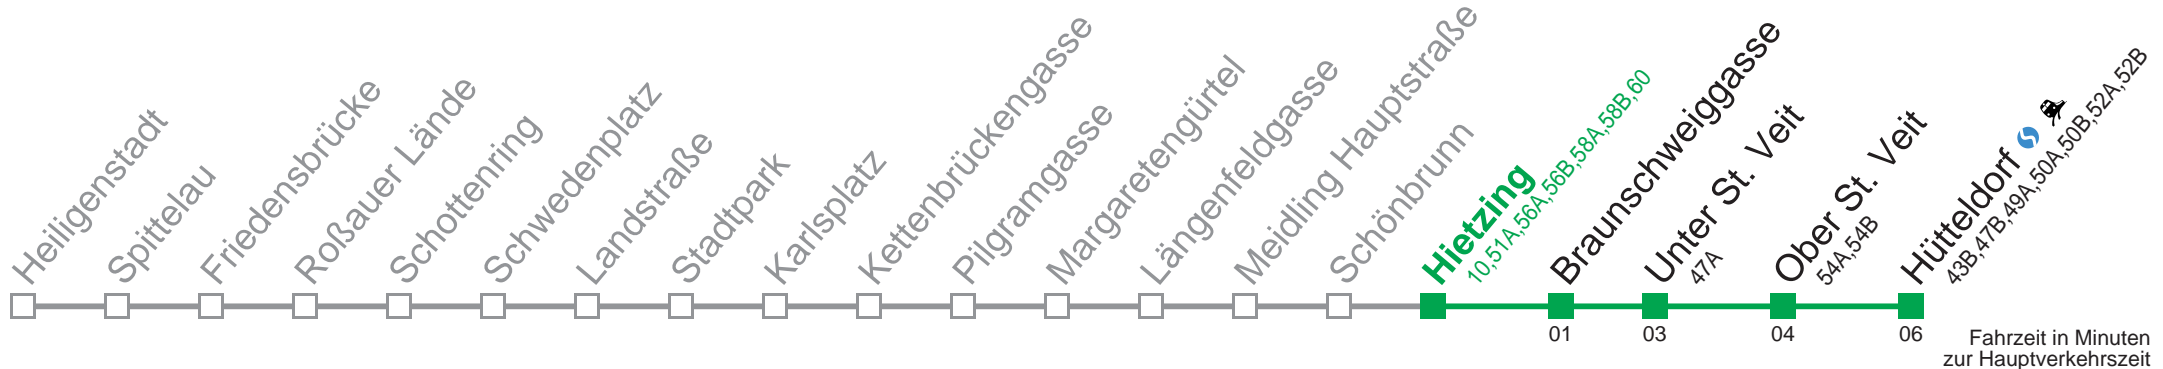 Heiligenstadt
Spittelau
Friedensbrücke
Roßauer Lände
Schottenring
Schwedenplatz
Landstraße
Stadtpark
Karlsplatz
Kettenbrückengasse
Pilgramgasse
Margaretengürtel
Längenfeldgasse
Meidling Hauptstraße
Schönbrunn
Hietzing
10,51A,56A,56B,58A,58B,60
Braunschweiggasse
Unter St. Veit
47A
Ober St. Veit
54A,54B
Hütteldorf
43B,47B,49A,50A,50B,52A,52B
01
03
04
06
Fahrzeit in Minuten
zur Hauptverkehrszeit